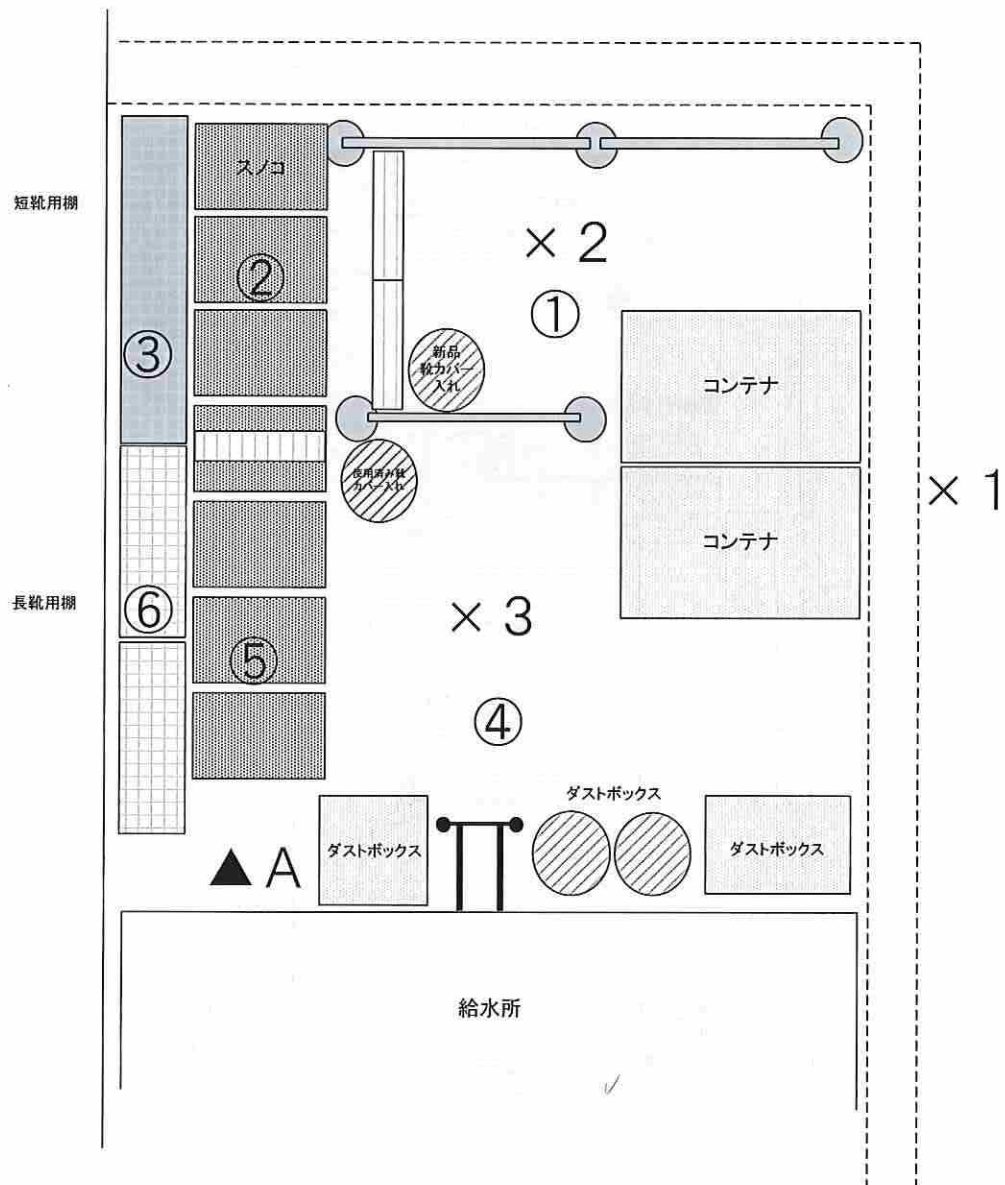 スノコ
短靴用棚
×2
②
①
③
新品
靴カバー
入れ
コンテナ
使用済み靴
カバー入れ
×1
コンテナ
長靴用棚
⑥
×3
⑤
④
ダストボックス
ダストボックス
ダストボックス
▲A
給水所